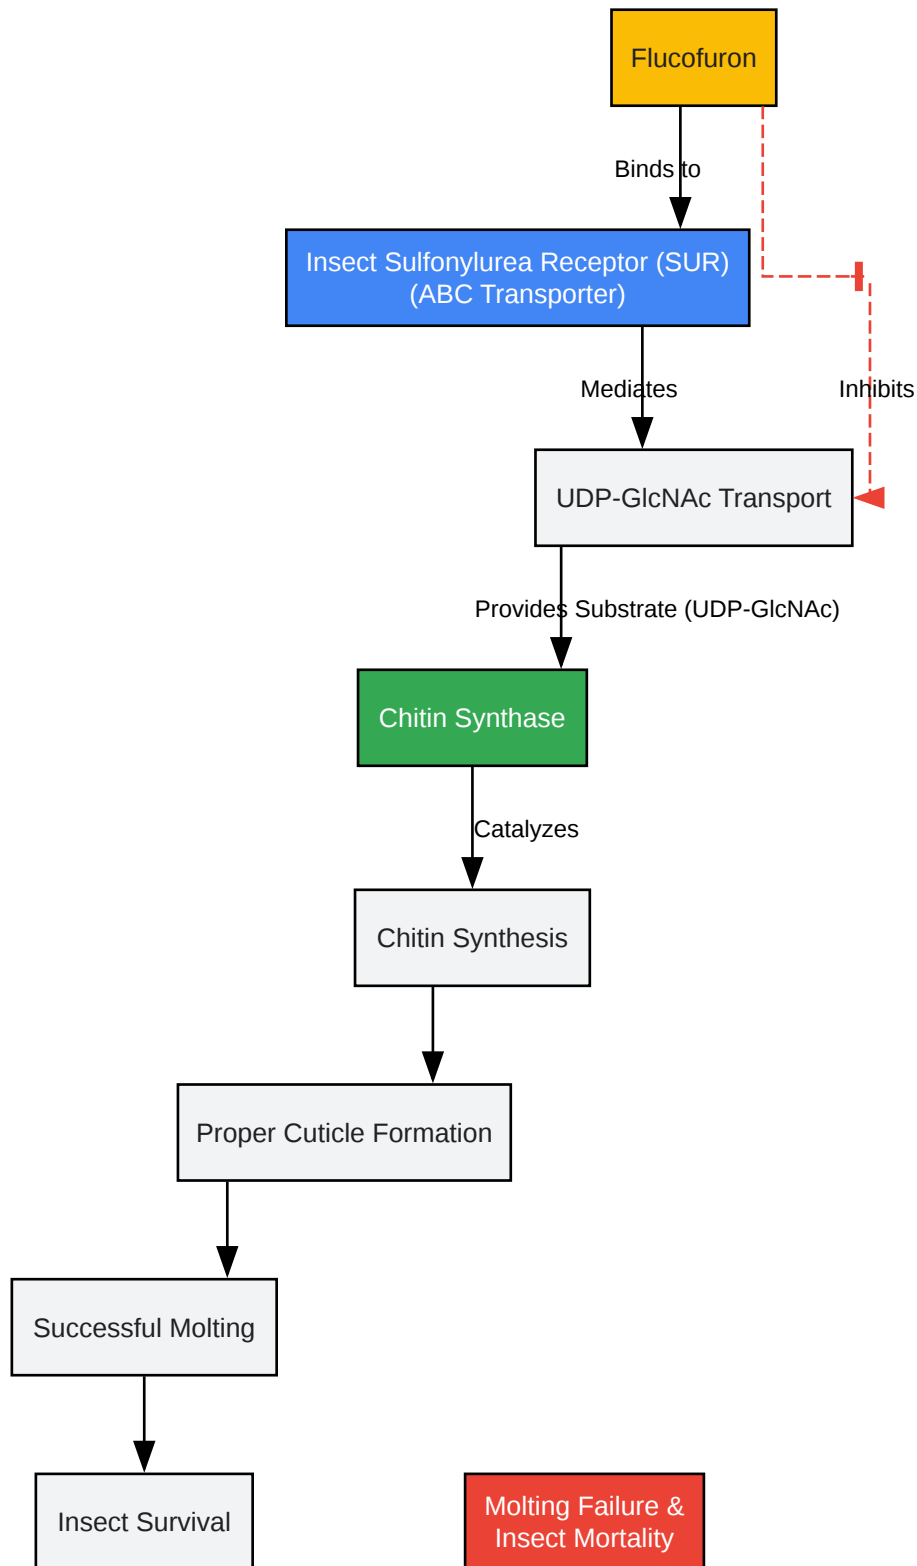 Flucofuron
Binds to
Insect Sulfonylurea Receptor (SUR)
(ABC Transporter)
Mediates
Inhibits
UDP-GlcNAc Transport
Provides Substrate (UDP-GlcNAc)
Chitin Synthase
Catalyzes
Chitin Synthesis
Proper Cuticle Formation
Successful Molting
Insect Survival
Molting Failure &
Insect Mortality